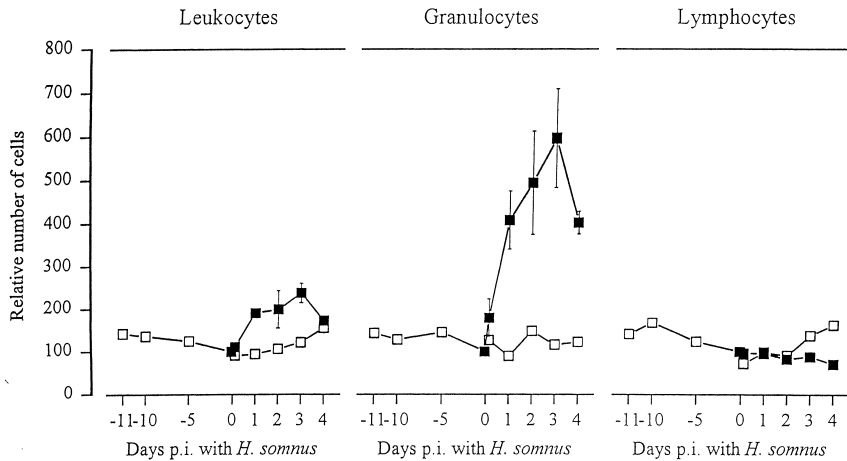 Leukocytes Granulocytes Lymphocytes
Relative number of cells
800
700
600
500
400
300
200
100
0
-11 -10 -5 0 1 2 3 4 -11 -10 -5 0 1 2 3 4 -11 -10 -5 0 1 2 3 4
Days p.i. with H. somnus Days p.i. with H. somnus Days p.i. with H. somnus